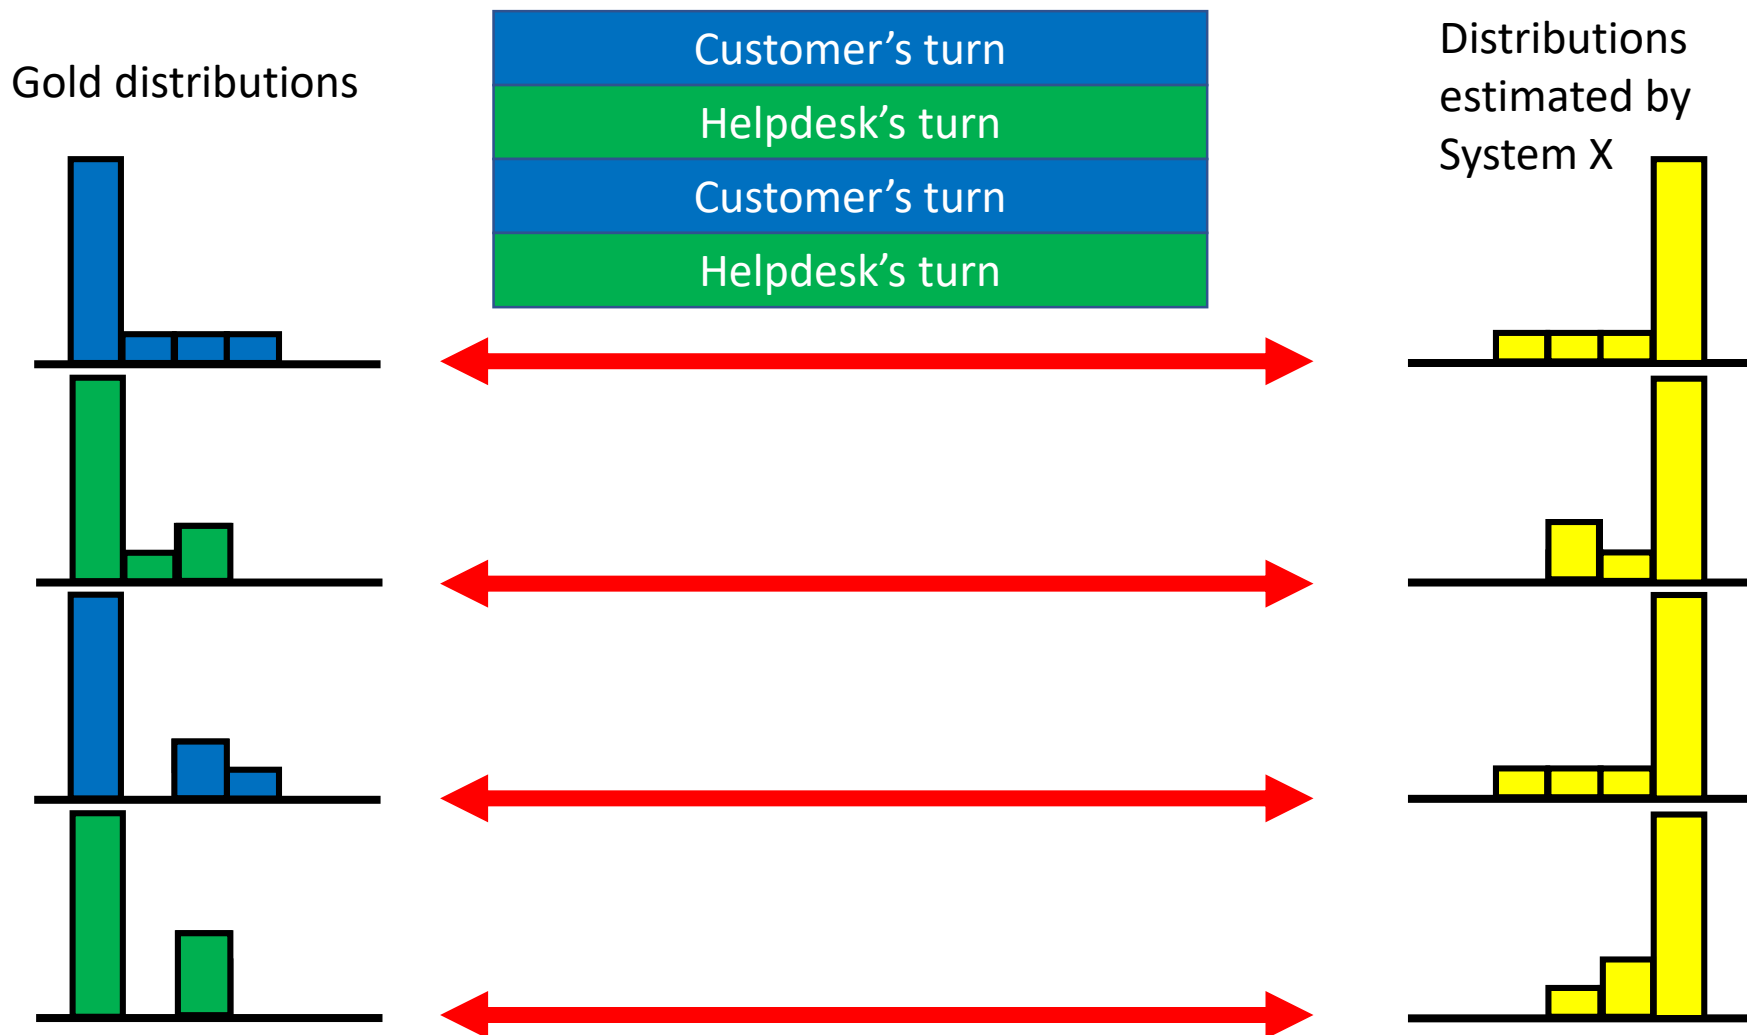 Gold distributions
Customer’s turn
Helpdesk’s turn
Customer’s turn
Helpdesk’s turn
Distributions
estimated by
System X